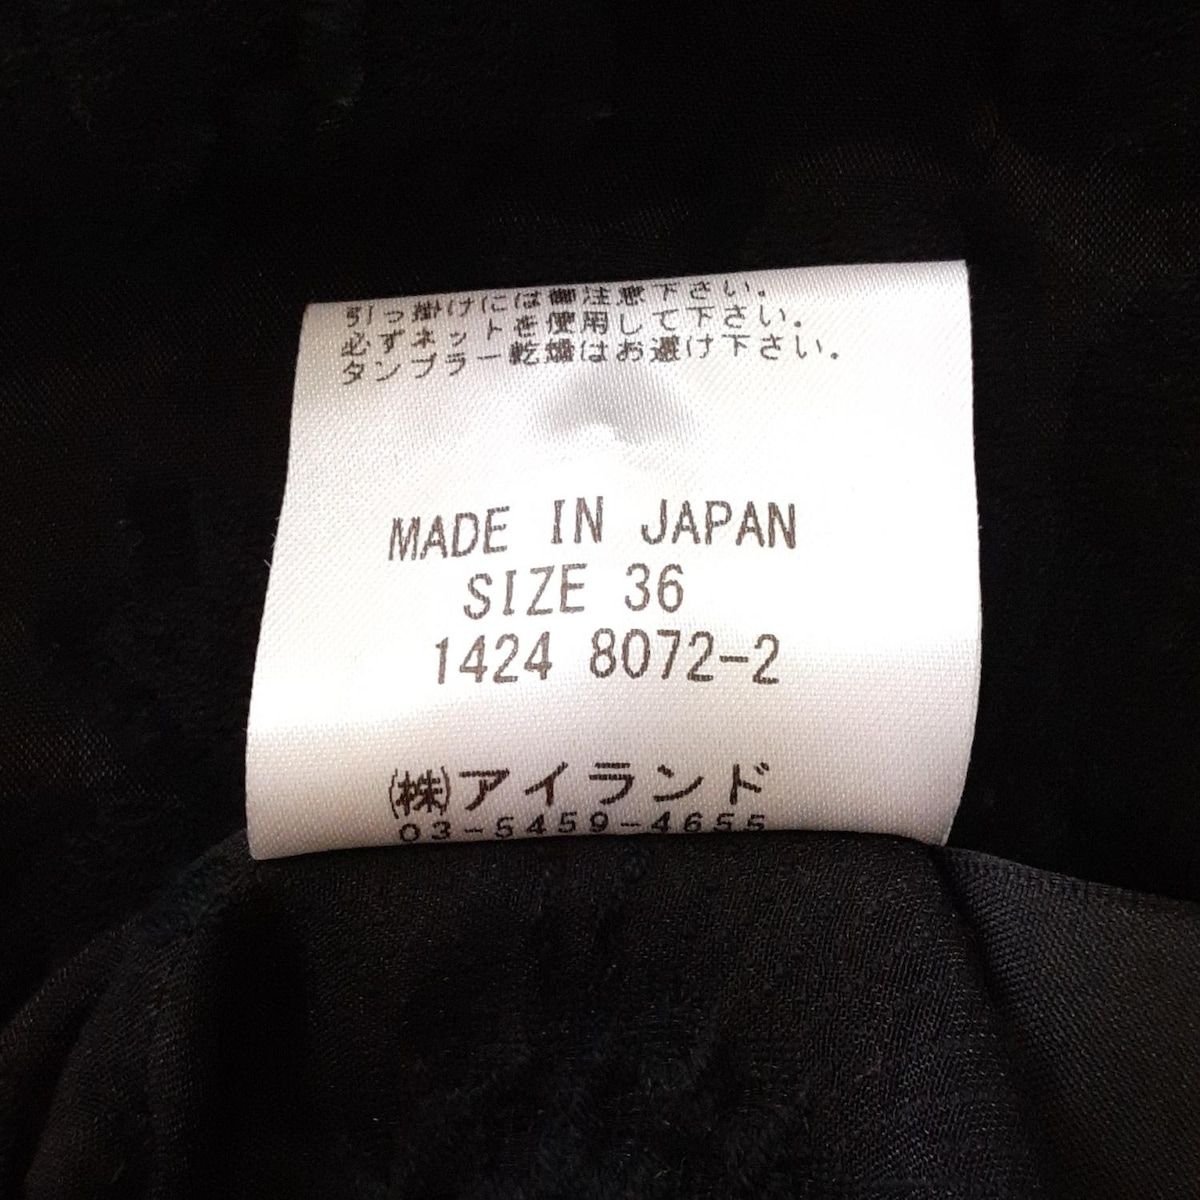 引っ掛けには御注意下さい。
必ずネットを使用して下さい。
タンブラー乾燥はお避け下さい。
MADE IN JAPAN
SIZE 36
1424 8072-2
(株)アイランド
03-5459-4655